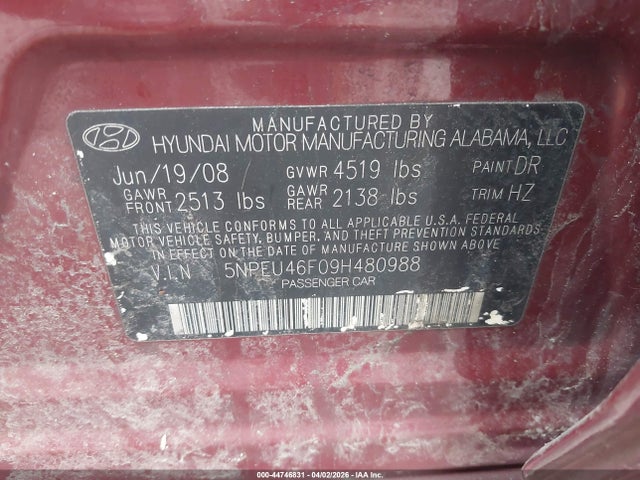 MANUFACTURED BY
HYUNDAI MOTOR MANUFACTURING ALABAMA, LLC
Jun/19/08 GVWR 4519 lbs PAINT DR
GAWR FRONT 2513 lbs GAWR REAR 2138 lbs TRIM HZ
THIS VEHICLE CONFORMS TO ALL APPLICABLE U.S.A. FEDERAL
MOTOR VEHICLE SAFETY, BUMPER, AND THEFT PREVENTION STANDARDS
IN EFFECT ON THE DATE OF MANUFACTURE SHOWN ABOVE.
V.I.N 5NPEU46F09H480988
PASSENGER CAR
000-44746831 - 04/02/2026 - IAAI.COM